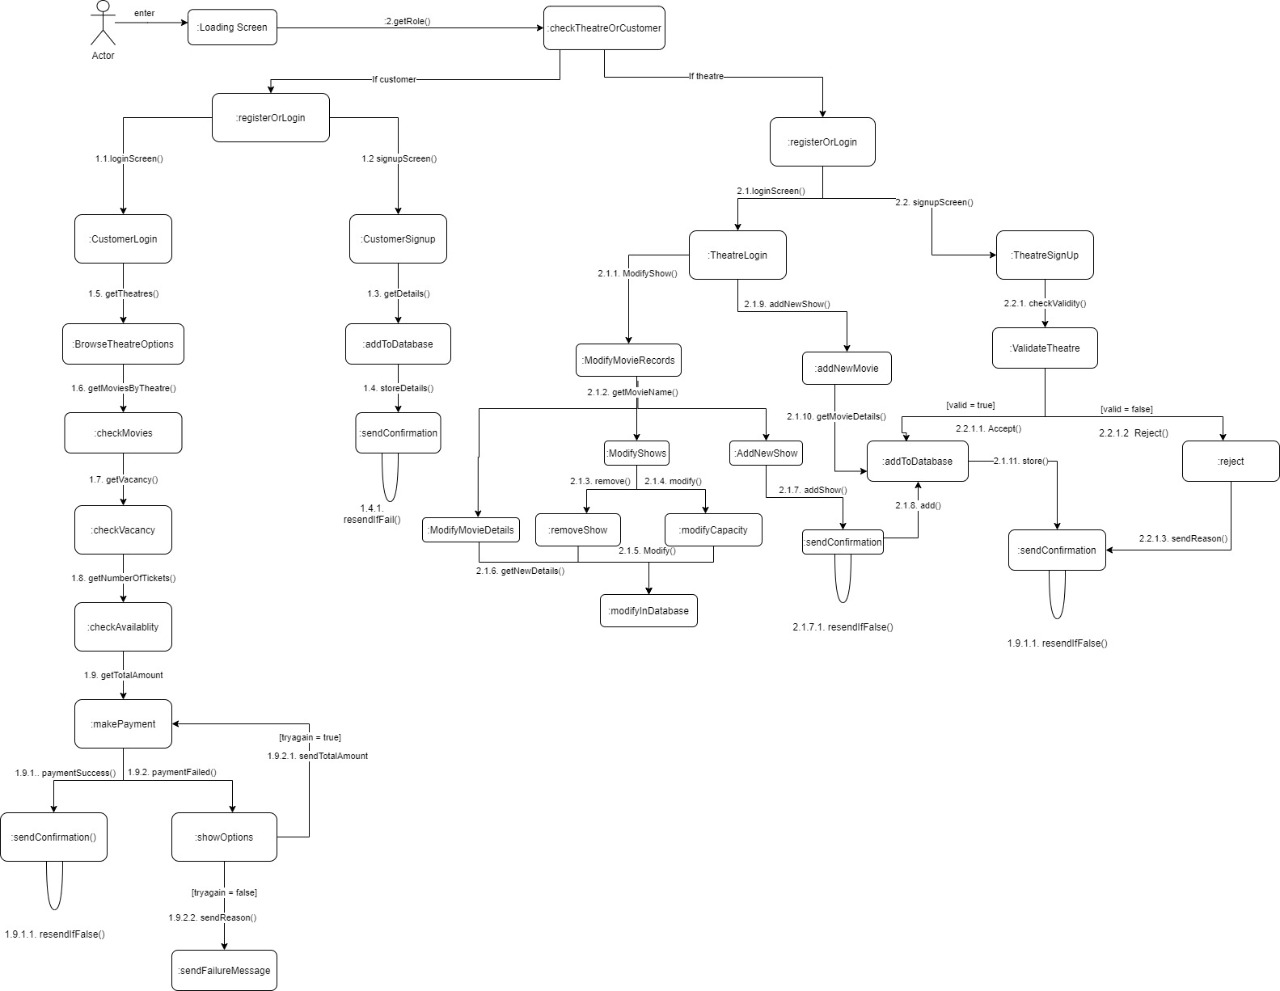 enter
:Loading Screen
:2.getRole()
:checkTheatreOrCustomer
Actor
If customer
If theatre
:registerOrLogin
:registerOrLogin
1.1.loginScreen()
1.2 signupScreen()
2.1.loginScreen()
2.2. signupScreen()
:CustomerLogin
:CustomerSignup
:TheatreLogin
:TheatreSignUp
2.1.1. ModifyShow()
1.5. getTheatres()
1.3. getDetails()
2.1.9. addNewShow()
2.2.1. checkValidity()
:BrowseTheatreOptions
:addToDatabase
:ModifyMovieRecords
:addNewMovie
:ValidateTheatre
1.6. getMoviesByTheatre()
1.4. storeDetails()
2.1.2. getMovieName()
2.1.10. getMovieDetails()
[valid = true]
[valid = false]
2.2.1.1. Accept()
2.2.1.2 Reject()
:checkMovies
:sendConfirmation
:ModifyShows
:AddNewShow
:addToDatabase
2.1.11. store()
:reject
1.7. getVacancy()
2.1.3. remove()
2.1.4. modify()
2.1.7. addShow()
2.1.8. add()
1.4.1.
resendIfFail()
:checkVacancy
:ModifyMovieDetails
:removeShow
:modifyCapacity
:sendConfirmation
:sendConfirmation
2.2.1.3. sendReason()
2.1.5. Modify()
2.1.6. getNewDetails()
1.8. getNumberOfTickets()
:modifyInDatabase
:checkAvailablity
2.1.7.1. resendIfFalse()
1.9.1.1. resendIfFalse()
1.9. getTotalAmount
:makePayment
[tryagain = true]
1.9.2.1. sendTotalAmount
1.9.1.. paymentSuccess()
1.9.2. paymentFailed()
:sendConfirmation()
:showOptions
[tryagain = false]
1.9.2.2. sendReason()
1.9.1.1. resendIfFalse()
:sendFailureMessage